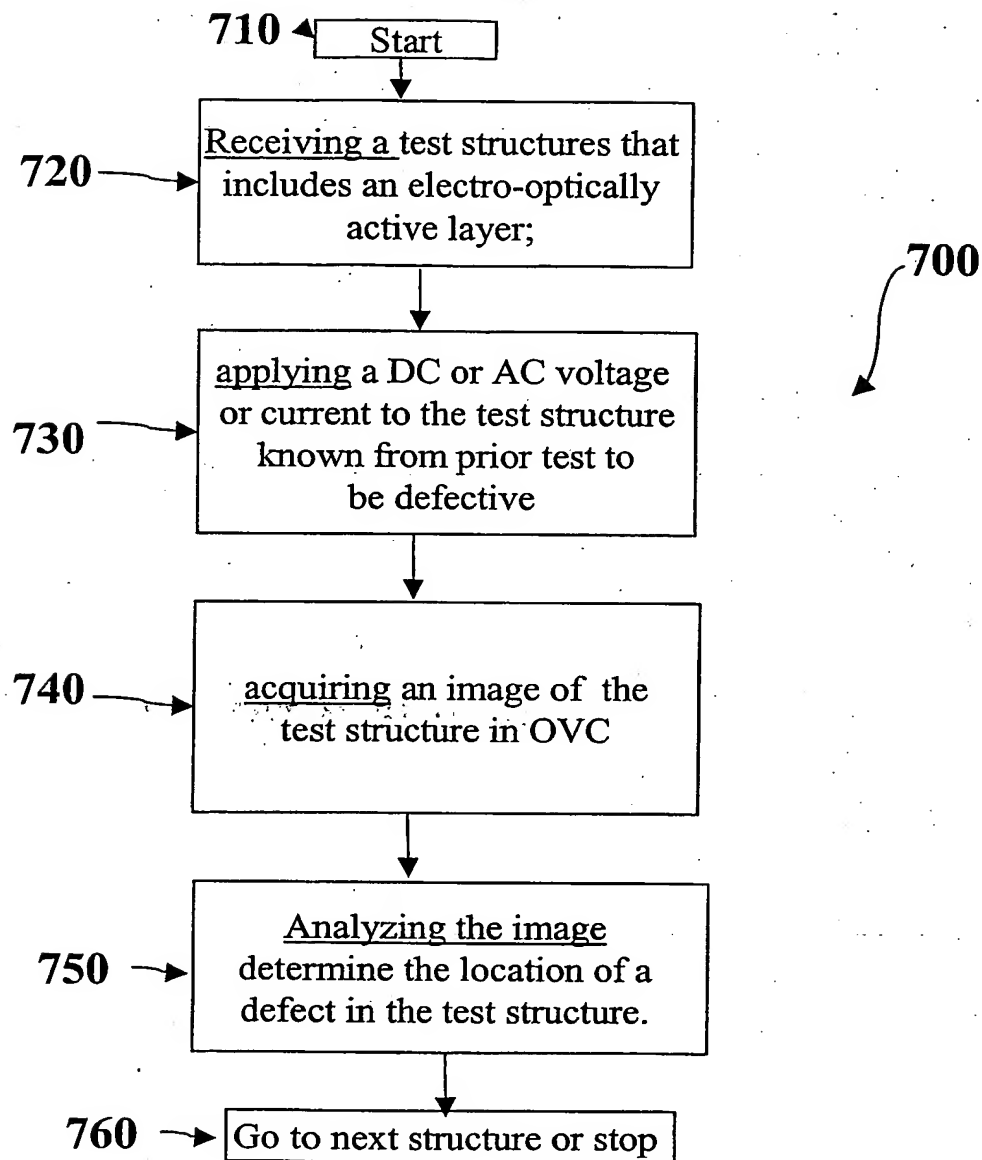 710
Start
720
Receiving a test structures that
includes an electro-optically
active layer;
700
730
applying a DC or AC voltage
or current to the test structure
known from prior test to
be defective
740
acquiring an image of the
test structure in OVC
750
Analyzing the image
determine the location of a
defect in the test structure.
760
Go to next structure or stop